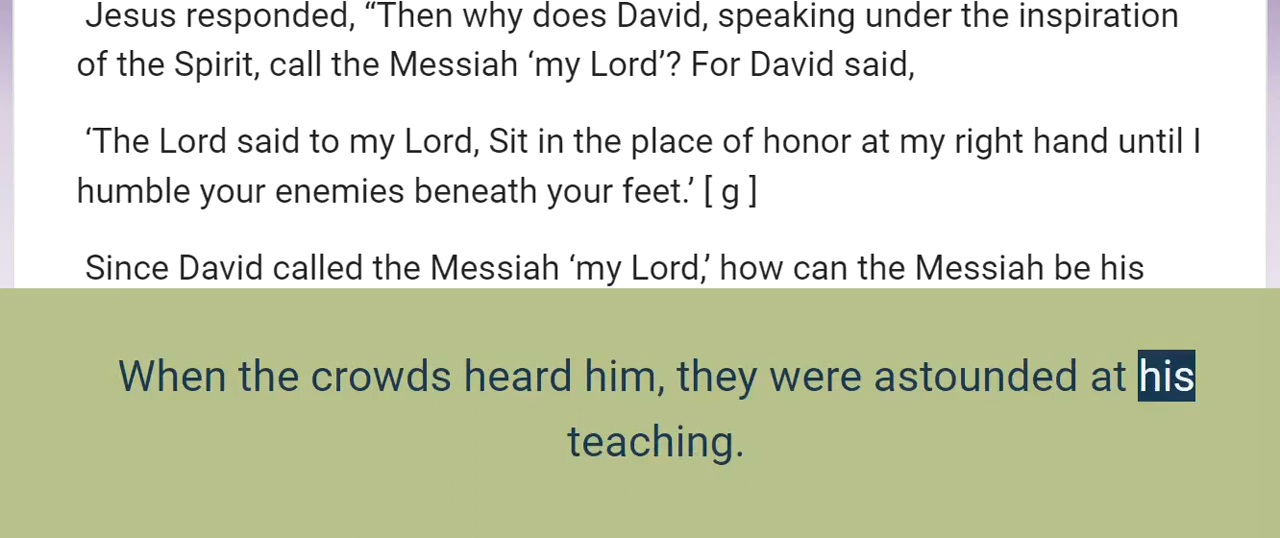 Jesus responded, “Then why does David, speaking under the inspiration
of the Spirit, call the Messiah ‘my Lord’? For David said,
‘The Lord said to my Lord, Sit in the place of honor at my right hand until I
humble your enemies beneath your feet.’ [ g ]
Since David called the Messiah ‘my Lord,’ how can the Messiah be his
When the crowds heard him, they were astounded at his
teaching.